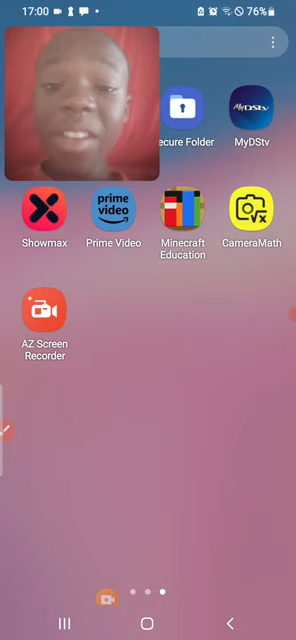 17:00
76%
ecure Folder
MyDStv
MyDStv
Showmax
prime
video
Prime Video
Minecraft
Education
√x
CameraMath
AZ Screen
Recorder